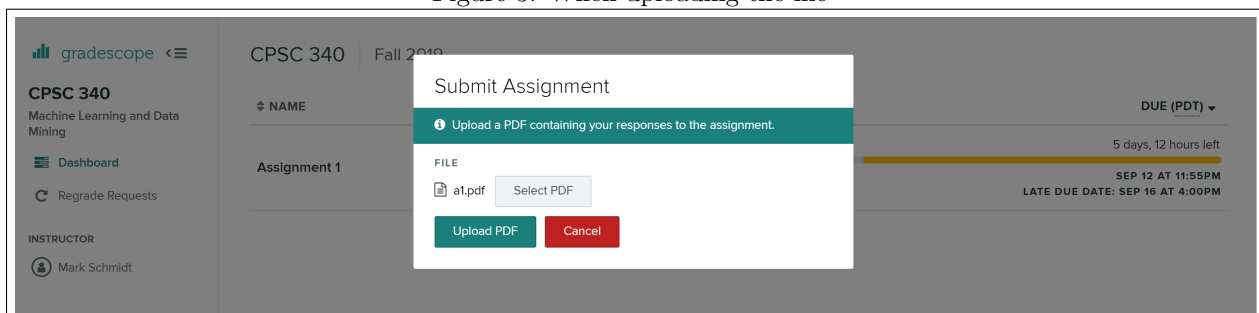 gradescope
CPSC 340
Machine Learning and Data
Mining
Dashboard
Regrade Requests
INSTRUCTOR
Mark Schmidt
CPSC 340 Fall 2019
NAME
DUE (PDT)
Assignment 1
5 days, 12 hours left
SEP 12 AT 11:55PM
LATE DUE DATE: SEP 16 AT 4:00PM
Submit Assignment
Upload a PDF containing your responses to the assignment.
FILE
a1.pdf Select PDF
Upload PDF Cancel